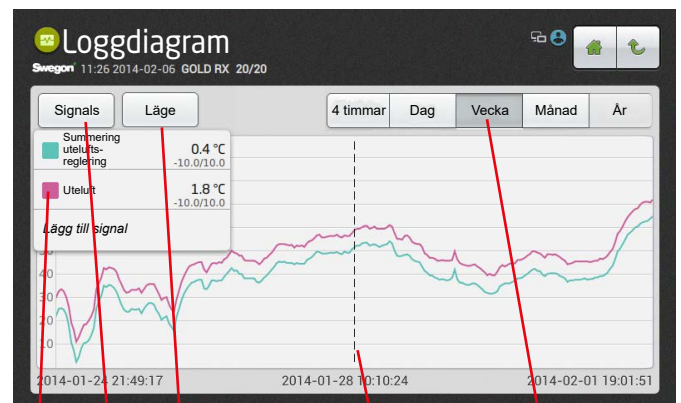 Loggdiagram
Swegon 11:26 2014-02-06 GOLD RX 20/20
Signals Läge 4 timmar Dag Vecka Månad År
Summering
utelufts-
reglering
0.4 °C
-10.0/10.0
Uteluft 1.8 °C
-10.0/10.0
Lägg till signal
40
30
20
10
2014-01-24 21:49:17 2014-01-28 10:10:24 2014-02-01 19:01:51